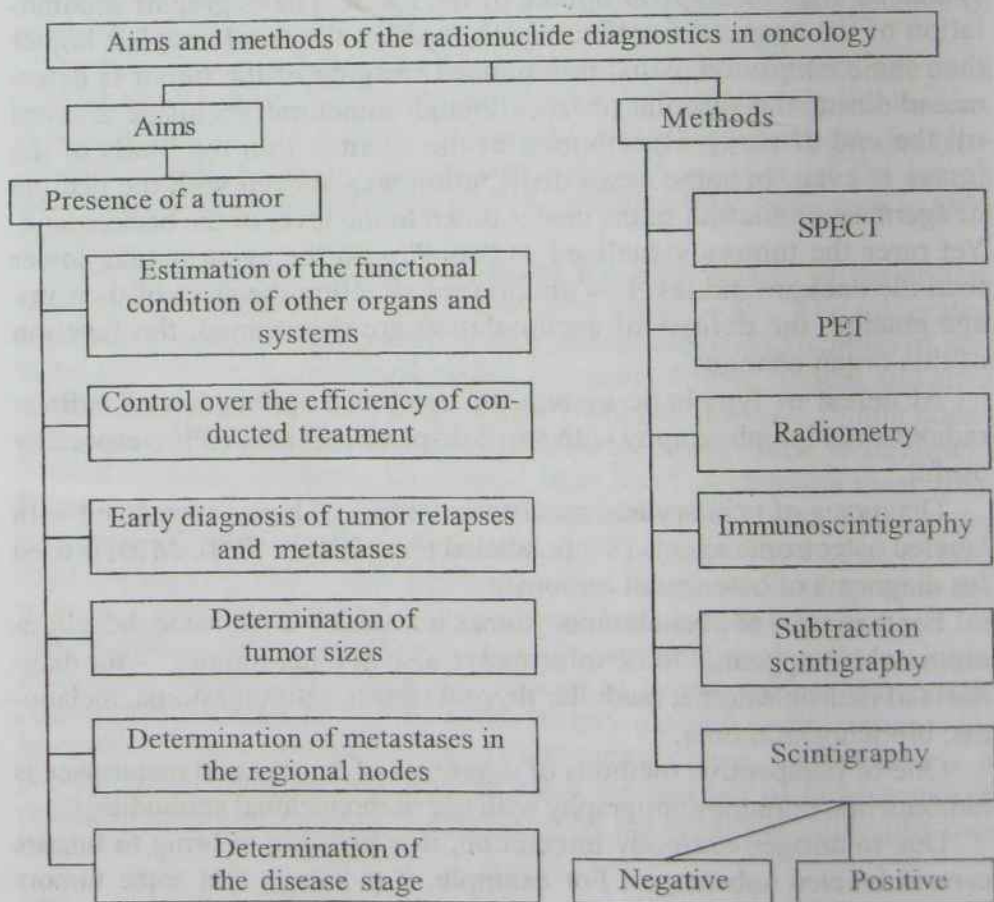 Aims and methods of the radionuclide diagnostics in oncology
Aims
Methods
Presence of a tumor
Estimation of the functional
condition of other organs and
systems
Control over the efficiency of con-
ducted treatment
Early diagnosis of tumor relapses
and metastases
Determination of
tumor sizes
Determination of metastases in
the regional nodes
Determination of
the disease stage
SPECT
PET
Radiometry
Immunoscintigraphy
Subtraction
scintigraphy
Scintigraphy
Negative
Positive